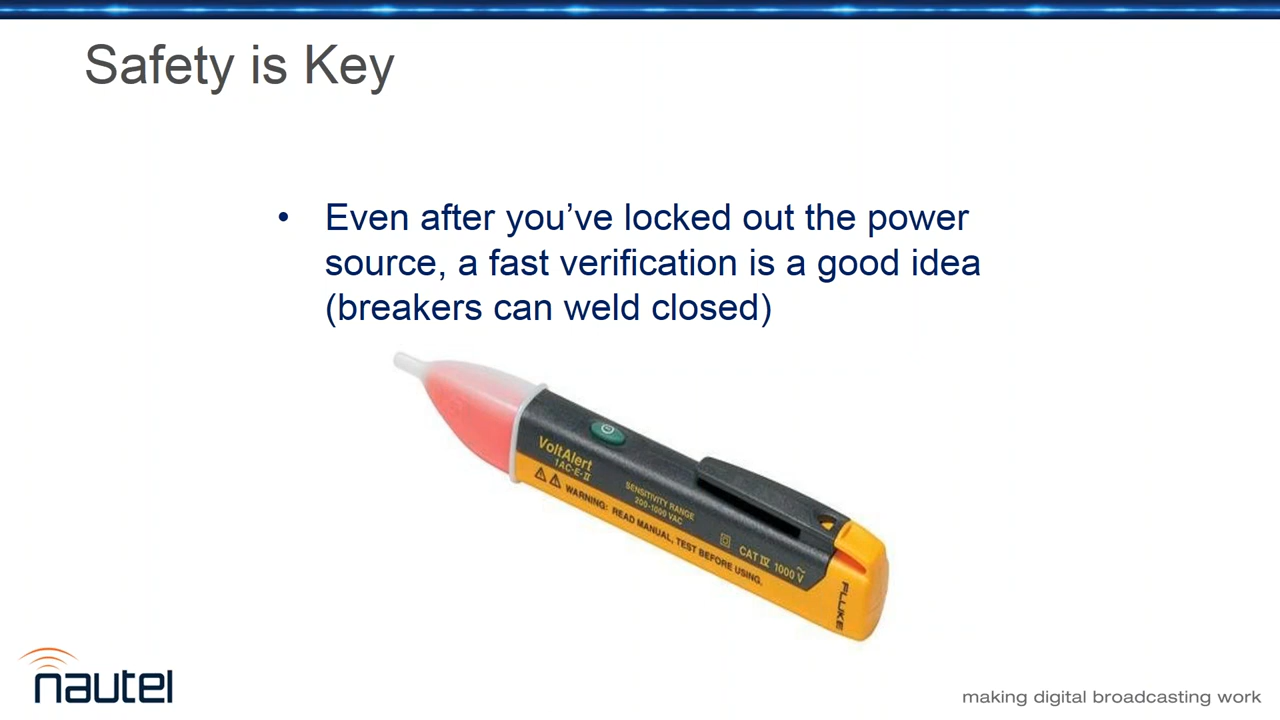 Safety is Key
• Even after you’ve locked out the power
source, a fast verification is a good idea
(breakers can weld closed)
VoltAlert
1AC-E-II
WARNING: READ MANUAL, TEST BEFORE USING.
SENSITIVITY RANGE
200-1000 VAC
CAT IV 1000 V
FLUKE
nautel
making digital broadcasting work